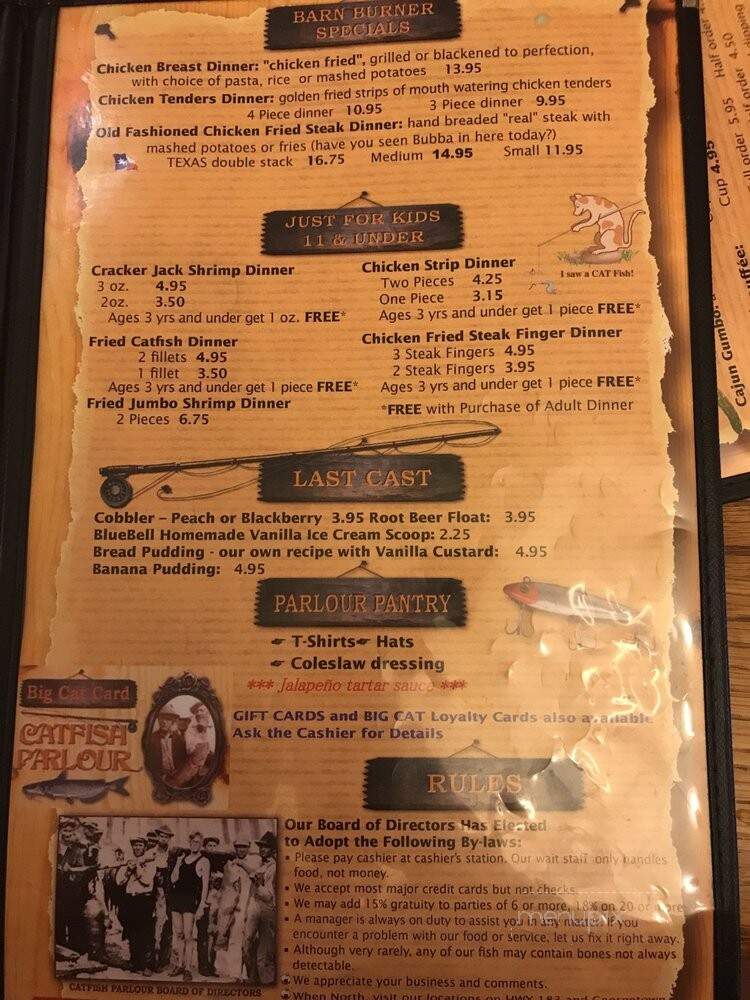 BARN BURNER
SPECIALS
Chicken Breast Dinner: "chicken fried", grilled or blackened to perfection,
with choice of pasta, rice or mashed potatoes 13.95
Chicken Tenders Dinner: golden fried strips of mouth watering chicken tenders
4 Piece dinner 10.95 3 Piece dinner 9.95
Old Fashioned Chicken Fried Steak Dinner: hand breaded "real" steak with
mashed potatoes or fries (have you seen Bubba in here today?)
TEXAS double stack 16.75 Medium 14.95 Small 11.95
JUST FOR KIDS
11 & UNDER
I saw a CAT Fish!
Cracker Jack Shrimp Dinner
3 oz. 4.95
2oz. 3.50
Ages 3 yrs and under get 1 oz. FREE*
Fried Catfish Dinner
2 fillets 4.95
1 fillet 3.50
Ages 3 yrs and under get 1 piece FREE*
Fried Jumbo Shrimp Dinner
2 Pieces 6.75
Chicken Strip Dinner
Two Pieces 4.25
One Piece 3.15
Ages 3 yrs and under get 1 piece FREE*
Chicken Fried Steak Finger Dinner
3 Steak Fingers 4.95
2 Steak Fingers 3.95
Ages 3 yrs and under get 1 piece FREE*
*FREE with Purchase of Adult Dinner
LAST CAST
Cobbler – Peach or Blackberry 3.95 Root Beer Float: 3.95
BlueBell Homemade Vanilla Ice Cream Scoop: 2.25
Bread Pudding - our own recipe with Vanilla Custard: 4.95
Banana Pudding: 4.95
PARLOUR PANTRY
☛ T-Shirts☛ Hats
☛ Coleslaw dressing
*** Jalapeño tartar sauce ***
Big Cat Card
CATFISH
PARLOUR
GIFT CARDS and BIG CAT Loyalty Cards also available
Ask the Cashier for Details
RULES
Our Board of Directors Has Elected
to Adopt the Following By-laws:
• Please pay cashier at cashier's station. Our wait staff only handles
food, not money.
• We accept most major credit cards but not checks.
• We may add 15% gratuity to parties of 6 or more, 18% on 20 or more
• A manager is always on duty to assist you in any matter. If you
encounter a problem with our food or service, let us fix it right away.
• Although very rarely, any of our fish may contain bones not always
detectable.
We appreciate your business and comments.
When North, visit our locations on HWY 183 and
CATFISH PARLOUR BOARD OF DIRECTORS
menupix
Cajun Gumbo:
Cup 4.95
5.95 Half order
order 4.50